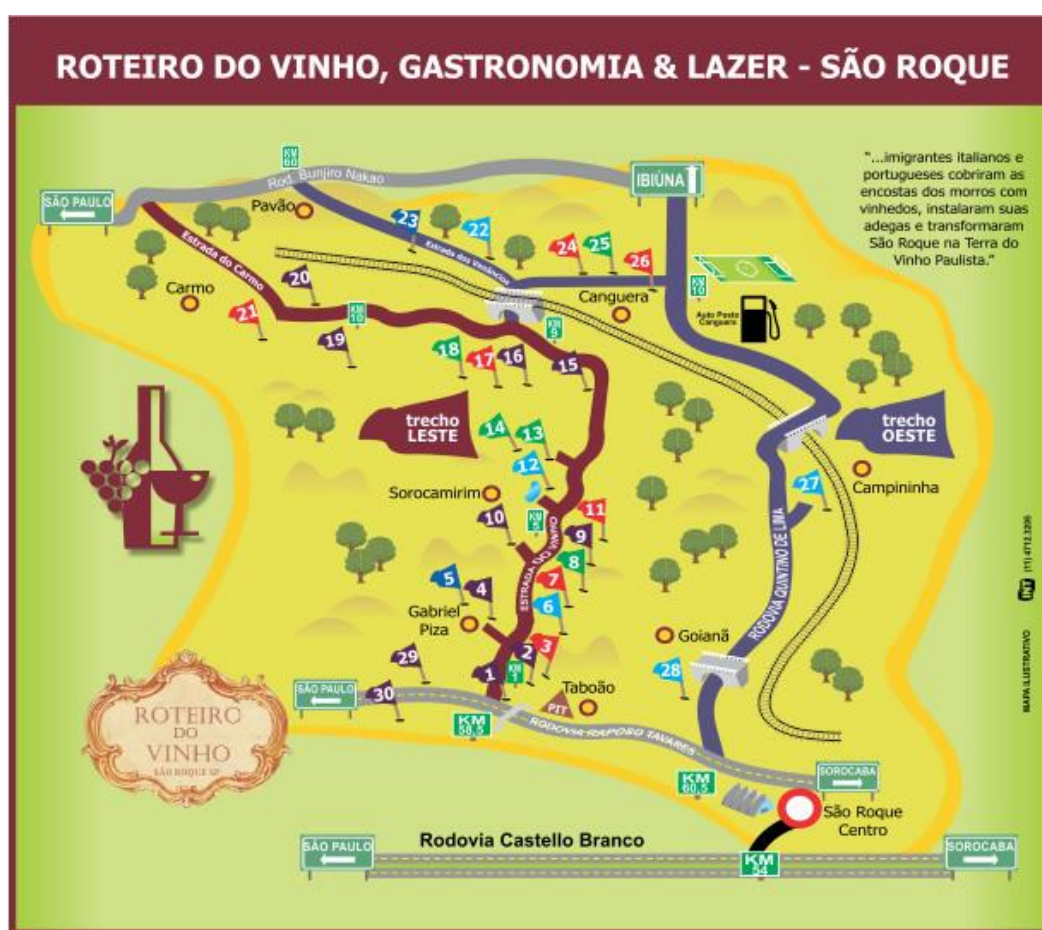 ROTEIRO DO VINHO, GASTRONOMIA & LAZER - SÃO ROQUE
"...imigrantes italianos e
portugueses cobriram as
encostas dos morros com
vinhedos, instalaram suas
adegas e transformaram
São Roque na Terra do
Vinho Paulista."
KM
60
Rod. Bunjiro Nakao
IBIÚNA
SÃO PAULO
Pavão
23
22
Estrada dos Venâncios
24
25
26
Estrada do Carmo
20
Carmo
21
KM
10
19
Canguera
KM
10
Auto Posto
Canguera
KM
9
18
17
16
15
trecho
LESTE
trecho
OESTE
14
13
12
Sorocamirim
Campininha
27
10
KM
5
11
9
ESTRADA DO VINHO
RODOVIA QUINTINO DE LIMA
8
7
5
4
6
Gabriel
Piza
Goianã
29
2
3
1
KM
1
28
30
SÃO PAULO
Taboão
PIT
KM
58,5
RODOVIA RAPOSO TAVARES
ROTEIRO
DO
VINHO
SÃO ROQUE SP
KM
60,5
SOROCABA
São Roque
Centro
Rodovia Castello Branco
SÃO PAULO
KM
54
SOROCABA
MAPA ILUSTRATIVO
INT
(11) 4712.3205